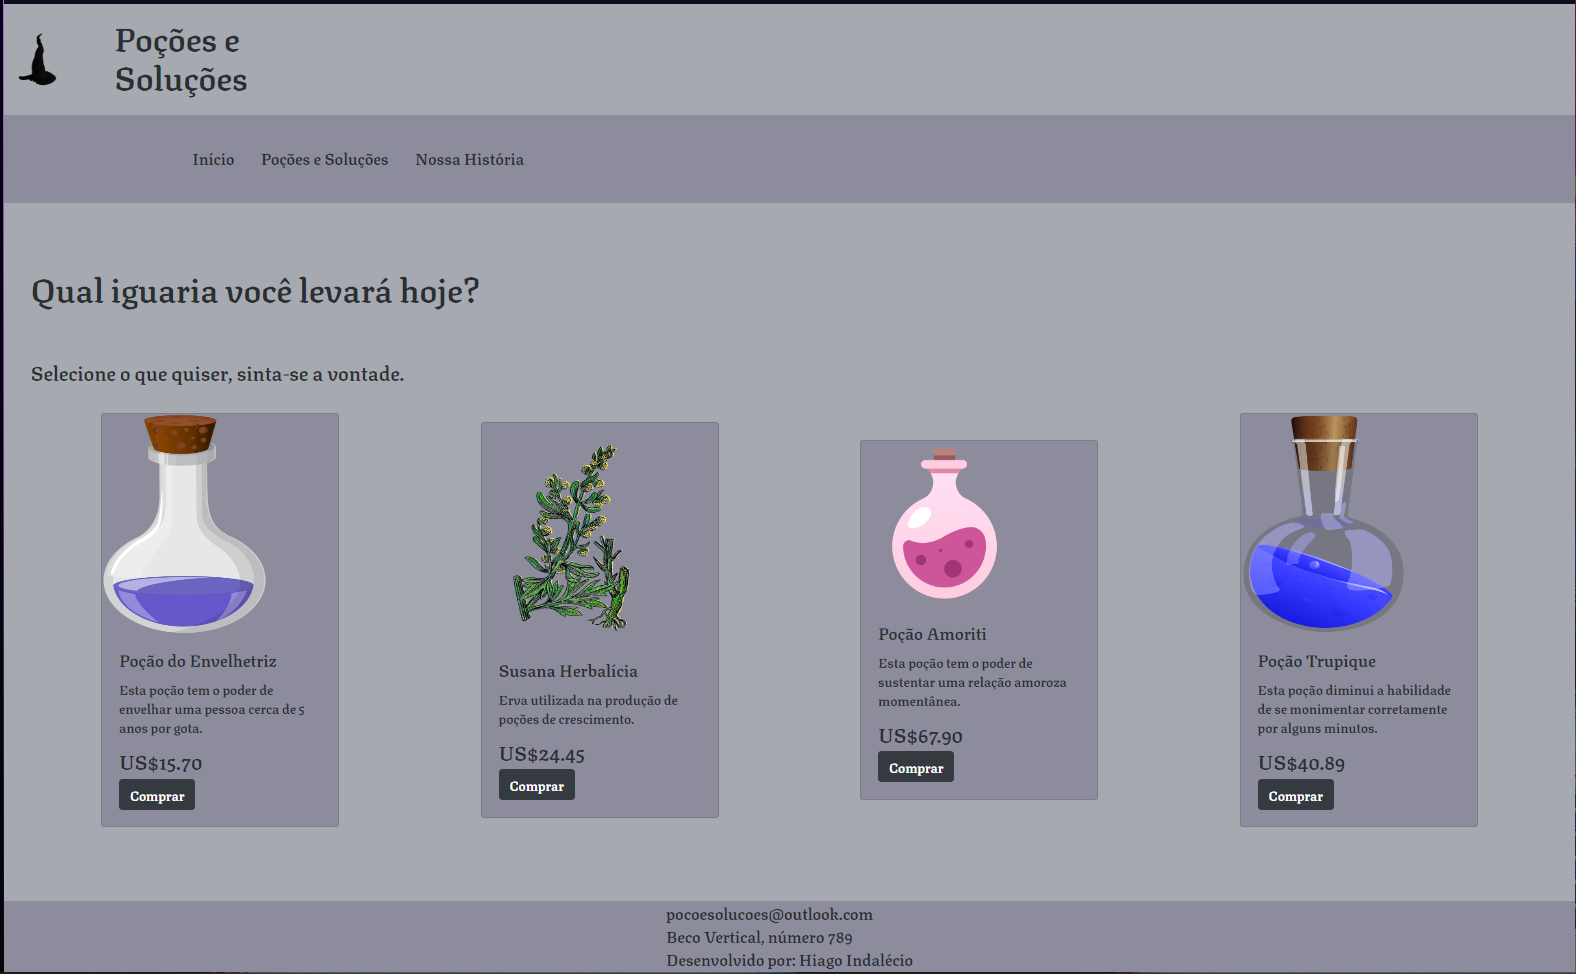 Poções e
Soluções
Início Poções e Soluções Nossa História
Qual iguaria você levará hoje?
Selecione o que quiser, sinta-se a vontade.
Poção do Envelhetriz
Esta poção tem o poder de
envelhar uma pessoa cerca de 5
anos por gota.
US$15.70
Comprar
Susana Herbalícia
Erva utilizada na produção de
poções de crescimento.
US$24.45
Comprar
Poção Amoriti
Esta poção tem o poder de
sustentar uma relação amoroza
momentânea.
US$67.90
Comprar
Poção Trupique
Esta poção diminui a habilidade
de se monimentar corretamente
por alguns minutos.
US$40.89
Comprar
pocoesolucoes@outlook.com
Beco Vertical, número 789
Desenvolvido por: Hiago Indalécio